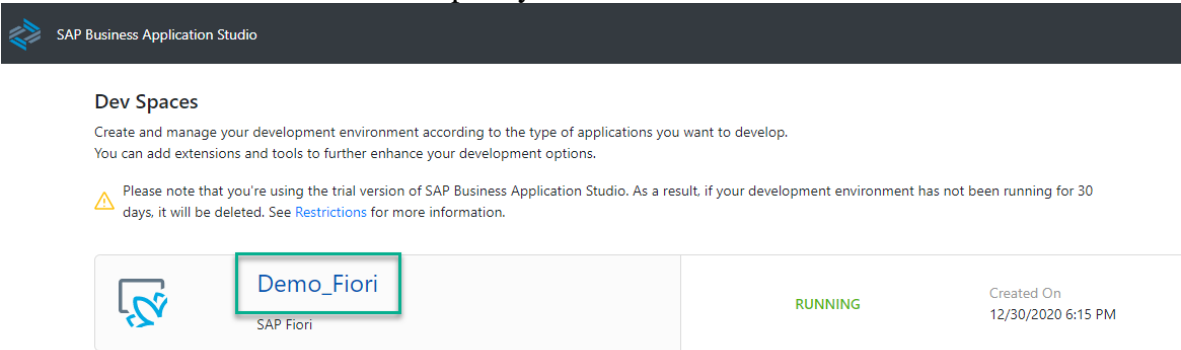 SAP Business Application Studio
Dev Spaces
Create and manage your development environment according to the type of applications you want to develop.
You can add extensions and tools to further enhance your development options.
Please note that you're using the trial version of SAP Business Application Studio. As a result, if your development environment has not been running for 30
days, it will be deleted. See Restrictions for more information.
Demo_Fiori
SAP Fiori
RUNNING
Created On
12/30/2020 6:15 PM